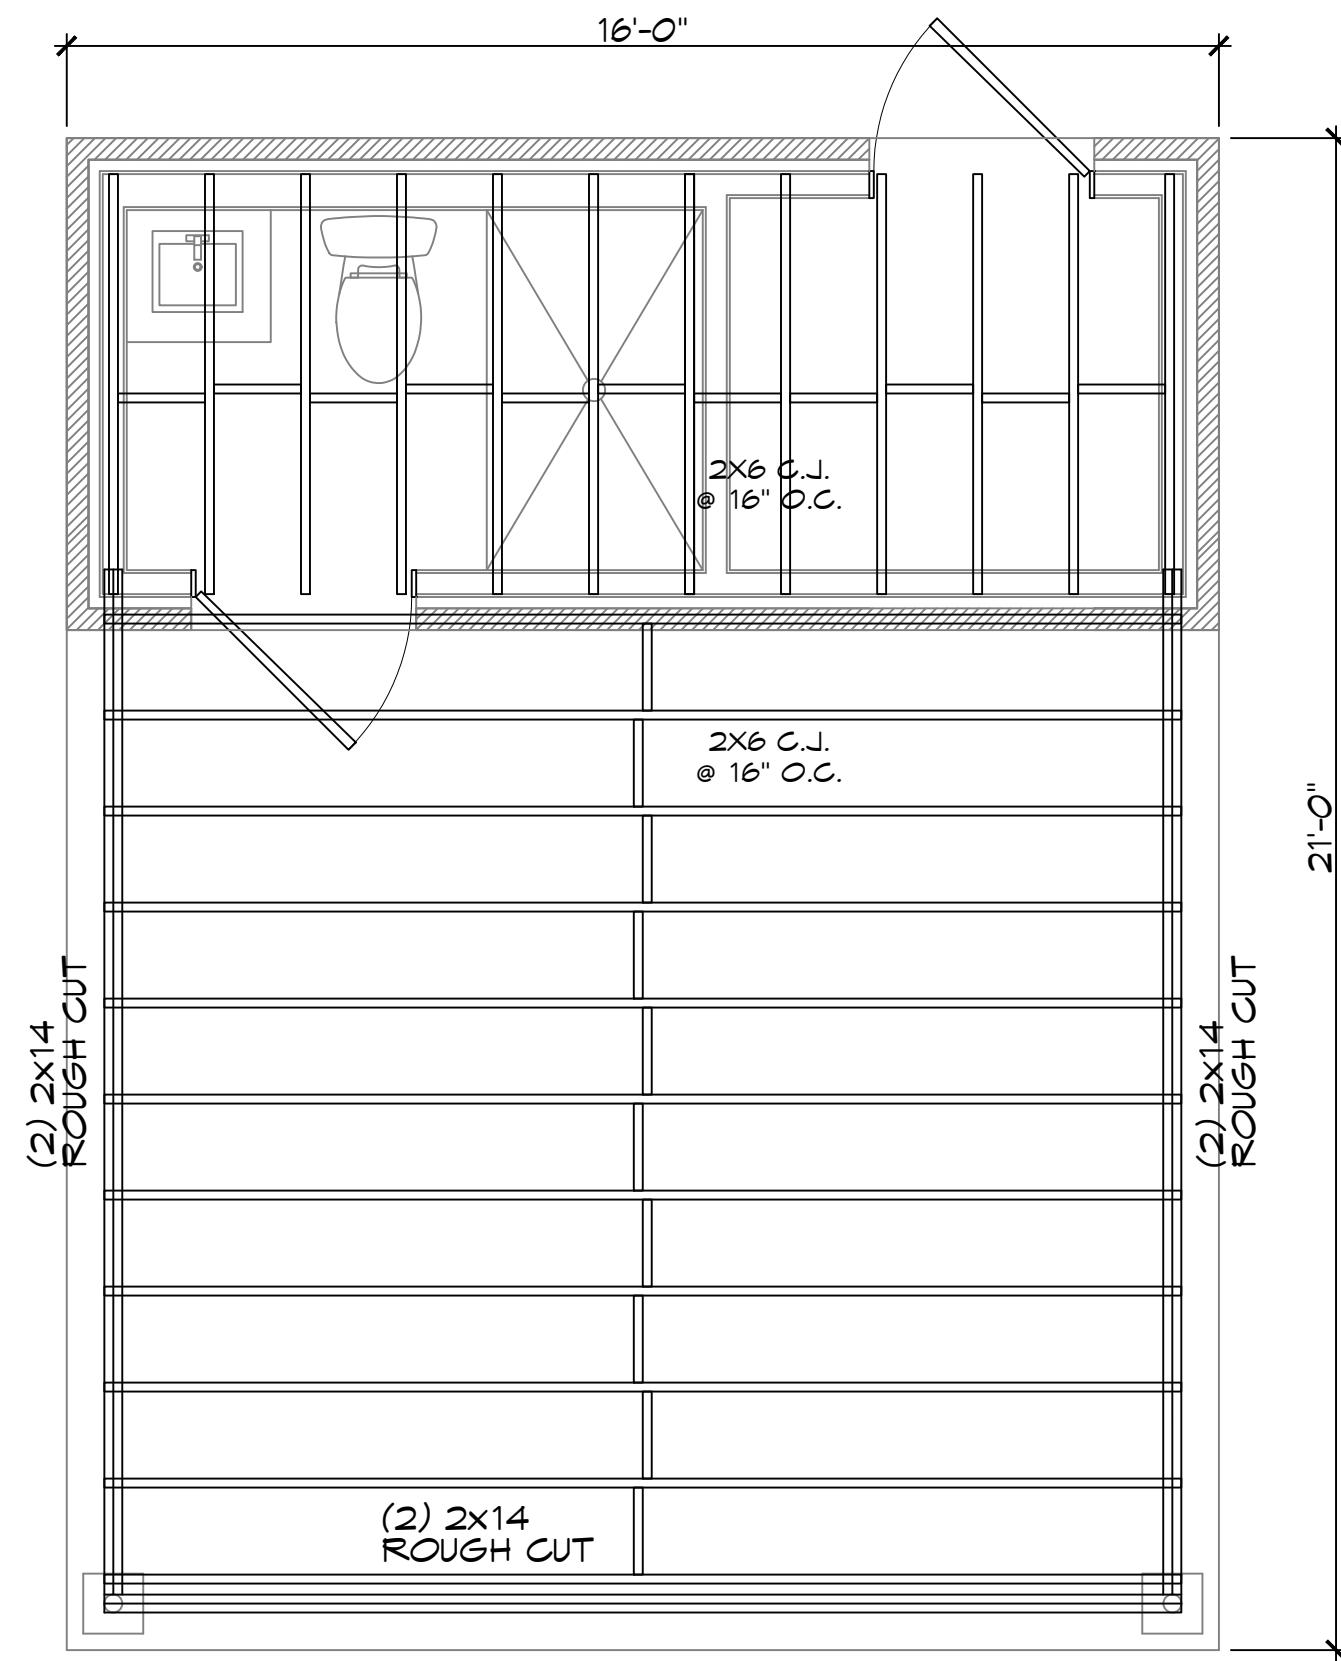 16'-0"
2X6 C.J.
@ 16" O.C.
2X6 C.J.
@ 16" O.C.
21'-0"
(2) 2x14
ROUGH CUT
(2) 2x14
ROUGH CUT
(2) 2x14
ROUGH CUT